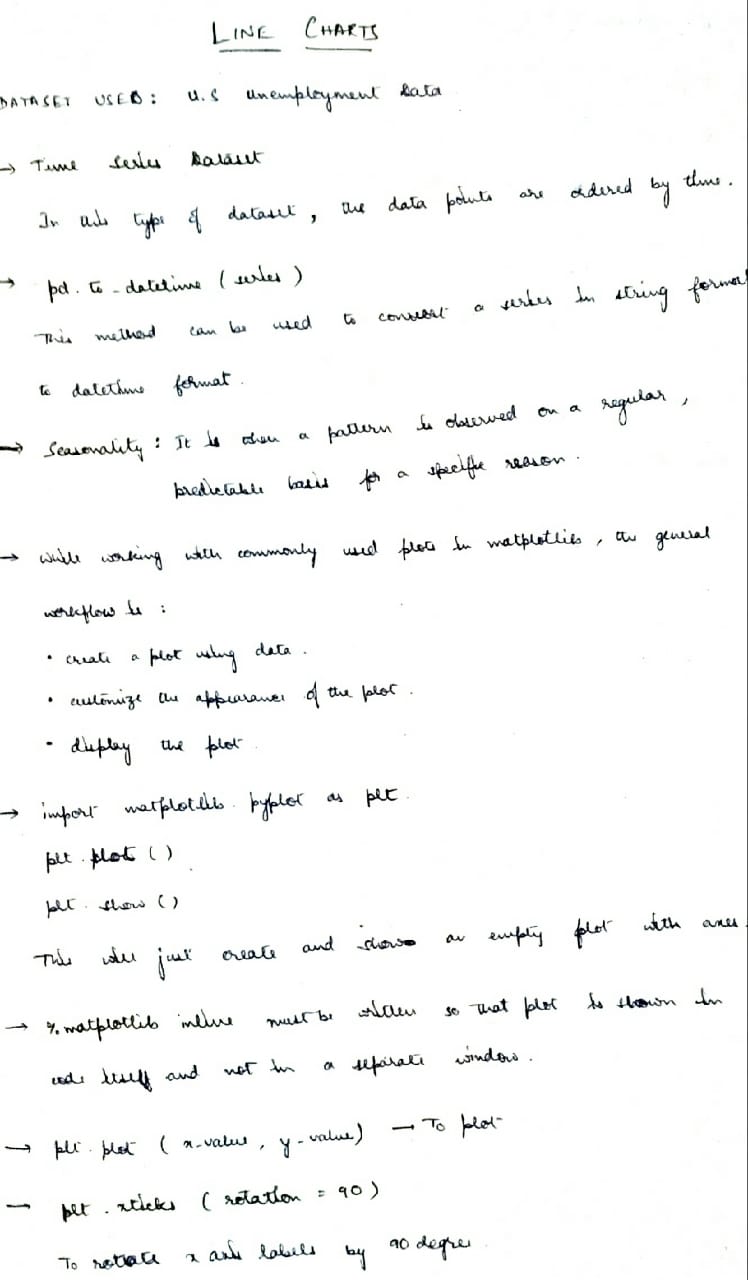 LINE CHARTS
DATASET USED: U.S unemployment Data
→ Time series Dataset
In this type of dataset, the data points are ordered by time.
→ pd.to_datetime (series)
This method can be used to convert a series in string format
to datetime format.
→ Seasonality: It is when a pattern is observed on a regular,
predictable basis for a specific reason.
→ while working with commonly used plots in matplotlib, the general
workflow is :
• create a plot using data.
• customize the appearance of the plot.
• display the plot
→ import matplotlib.pyplot as plt.
plt.plot()
plt.show()
This will just create and show an empty plot with axes.
→ %matplotlib inline must be written so that plot is shown in
code itself and not in a separate window.
→ plt.plot (x-value, y-value) → To plot
→ plt.xticks (rotation = 90)
To rotate x axis labels by 90 degree.